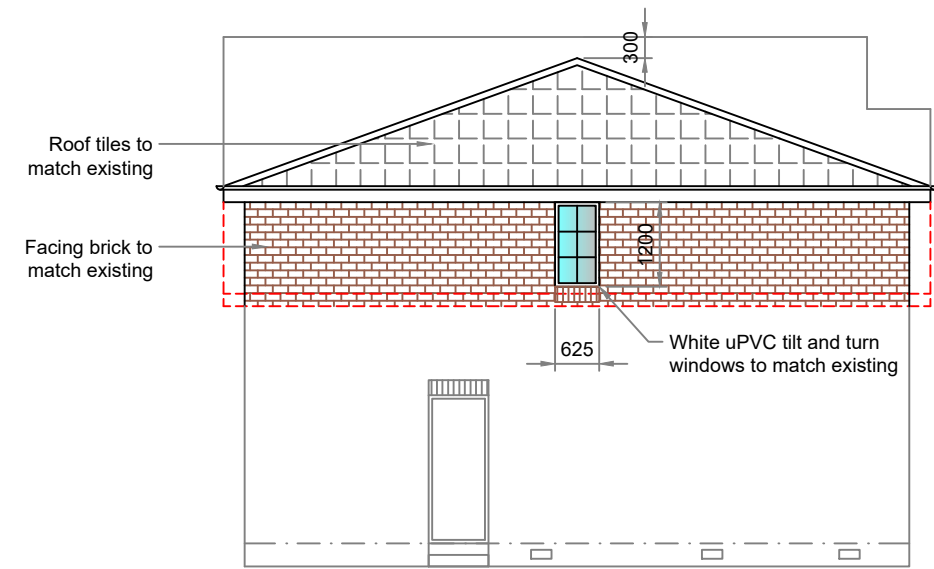 300
Roof tiles to
match existing
Facing brick to
match existing
1200
White uPVC tilt and turn
windows to match existing
625